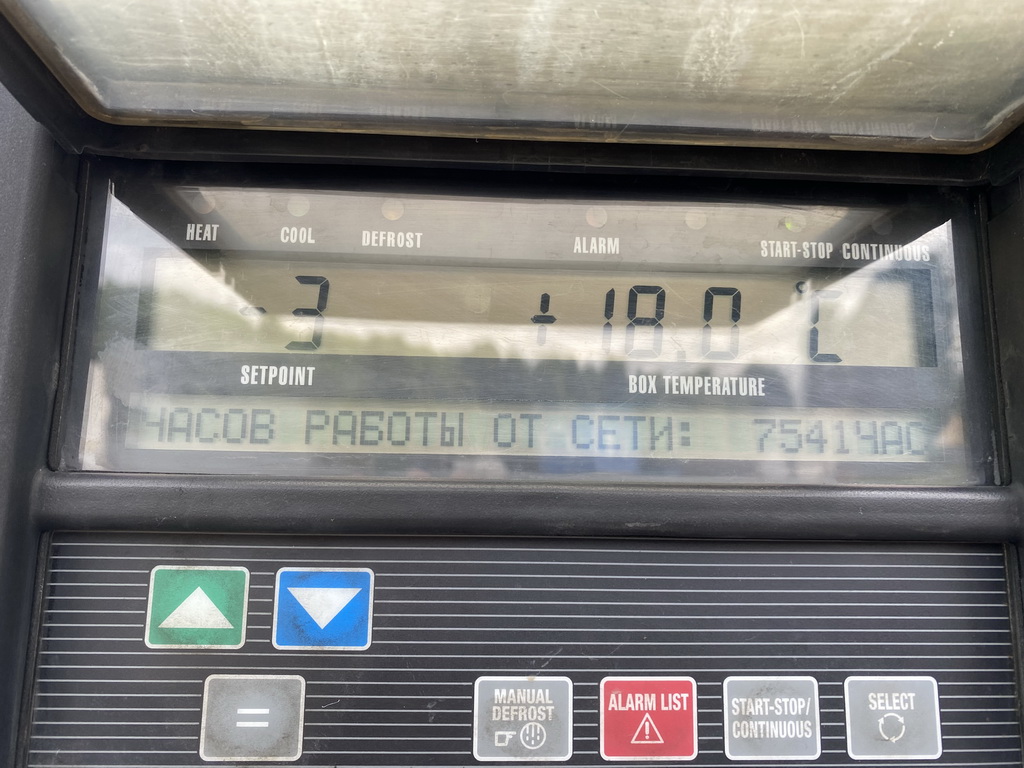 HEAT COOL DEFROST ALARM START-STOP CONTINUOUS
-3 +18.0 °C
SETPOINT BOX TEMPERATURE
ЧАСОВ РАБОТЫ ОТ СЕТИ: 7541ЧАС
MANUAL DEFROST
ALARM LIST
START-STOP/
CONTINUOUS
SELECT
=